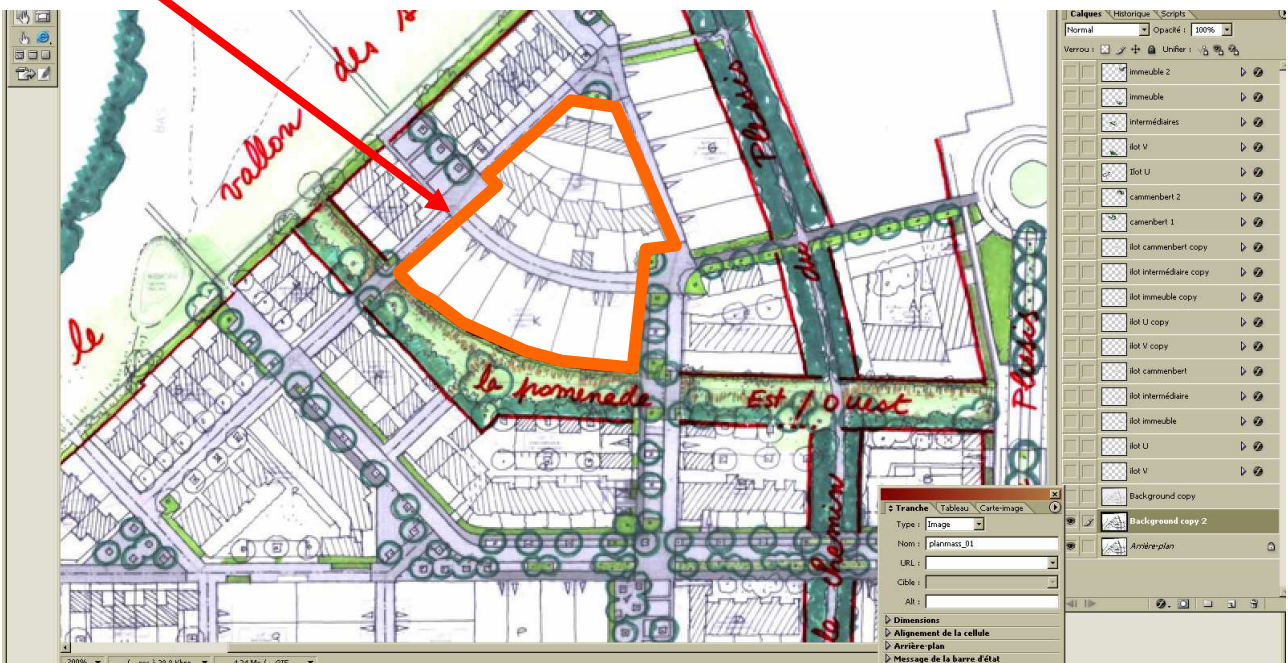 le vallon des
Plessis
du
Chemin
le
Plessis
la promenade Est / Ouest
K
G
R
P
Calques Historique Scripts
Normal Opacité : 100%
Verrou : Unifier :
immeuble 2
immeuble
intermédiaires
ilot V
Ilot U
cammenbert 2
camenbert 1
ilot cammenbert copy
ilot intermédiaire copy
ilot immeuble copy
ilot U copy
ilot V copy
ilot cammenbert
ilot intermédiaire
ilot immeuble
ilot U
ilot V
Background copy
Background copy 2
Arrière-plan
Tranche Tableau Carte-image
Type : Image
Nom : planmass_01
URL :
Cible :
Alt :
Dimensions
Alignement de la cellule
Arrière-plan
Message de la barre d'état
200%